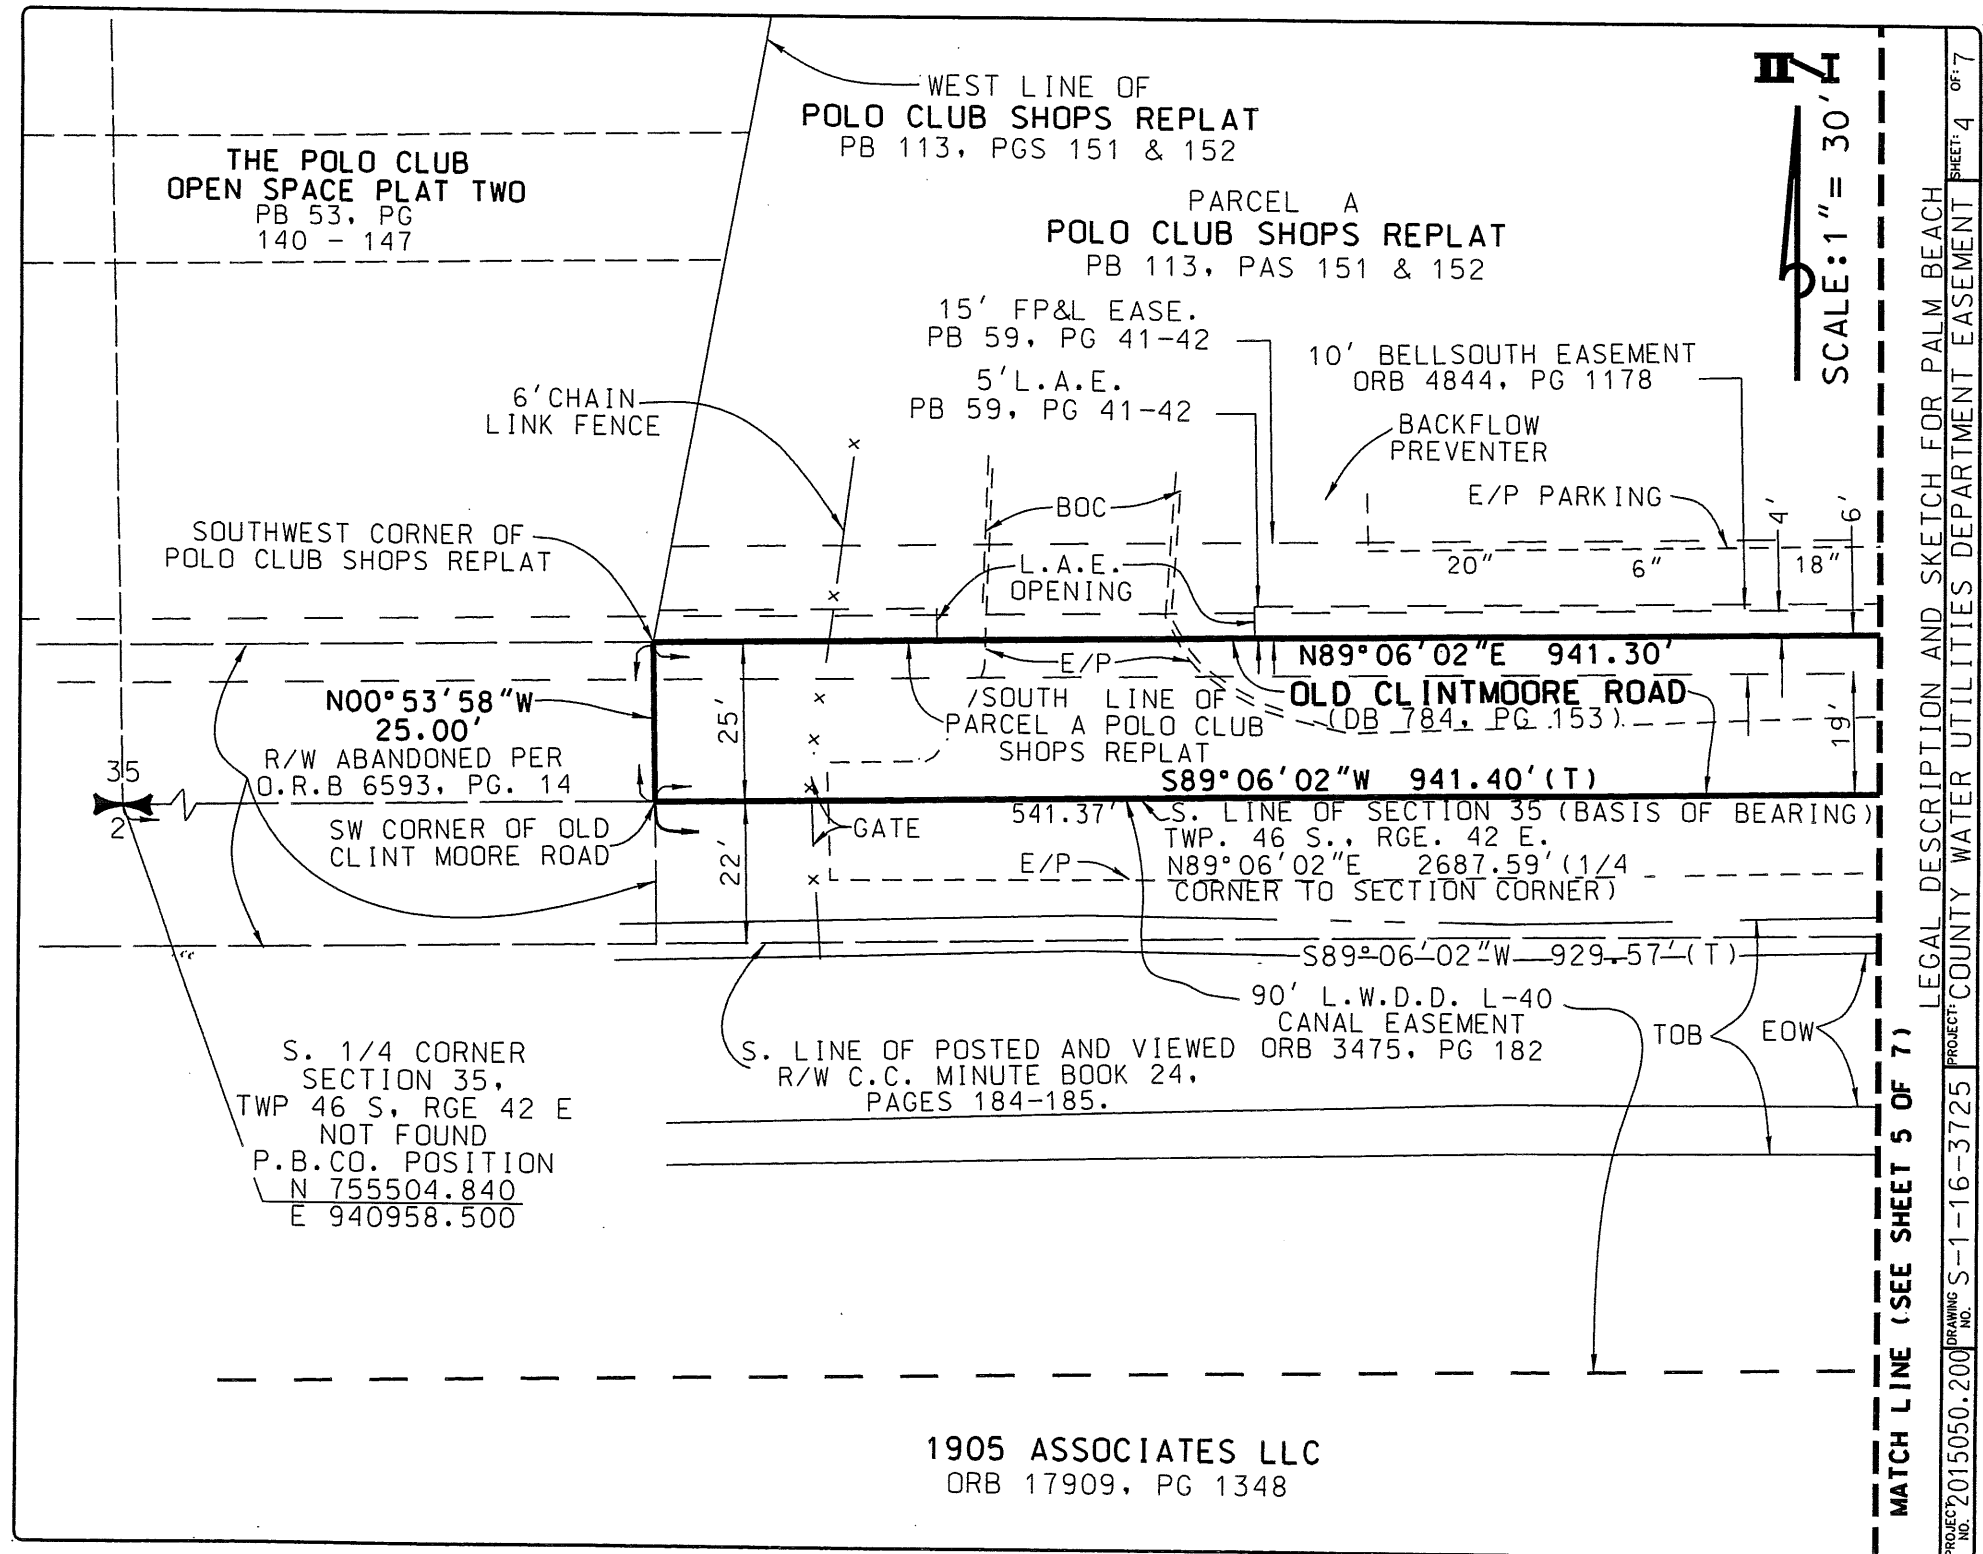 WEST LINE OF
POLO CLUB SHOPS REPLAT
PB 113, PGS 151 & 152
THE POLO CLUB
OPEN SPACE PLAT TWO
PB 53, PG
140 - 147
PARCEL A
POLO CLUB SHOPS REPLAT
PB 113, PAS 151 & 152
SCALE: 1"= 30'
15' FP&L EASE.
PB 59, PG 41-42
5' L.A.E.
PB 59, PG 41-42
10' BELLSOUTH EASEMENT
ORB 4844, PG 1178
6' CHAIN
LINK FENCE
BACKFLOW
PREVENTER
E/P PARKING
BOC
SOUTHWEST CORNER OF
POLO CLUB SHOPS REPLAT
L.A.E.
OPENING
20"
6"
18"
4'
6'
N89°06'02"E 941.30'
E/P
OLD CLINTMOORE ROAD
(DB 784, PG 153)
/SOUTH LINE OF
PARCEL A POLO CLUB
SHOPS REPLAT
N00°53'58"W
25.00'
R/W ABANDONED PER
O.R.B 6593, PG. 14
25'
19'
35
2
S89°06'02"W 941.40'(T)
541.37'
S. LINE OF SECTION 35 (BASIS OF BEARING)
TWP. 46 S., RGE. 42 E.
N89°06'02"E 2687.59' (1/4
CORNER TO SECTION CORNER)
SW CORNER OF OLD
CLINT MOORE ROAD
GATE
22'
E/P
S89°06'02"W 929.57'(T)
90' L.W.D.D. L-40
CANAL EASEMENT
ORB 3475, PG 182
TOB
EOW
S. LINE OF POSTED AND VIEWED
R/W C.C. MINUTE BOOK 24,
PAGES 184-185.
S. 1/4 CORNER
SECTION 35,
TWP 46 S, RGE 42 E
NOT FOUND
P.B.CO. POSITION
N 755504.840
E 940958.500
1905 ASSOCIATES LLC
ORB 17909, PG 1348
MATCH LINE (SEE SHEET 5 OF 7)
LEGAL DESCRIPTION AND SKETCH FOR PALM BEACH
PROJECT: COUNTY WATER UTILITIES DEPARTMENT EASEMENT
SHEET: 4 OF: 7
DRAWING NO. S-1-16-3725
PROJECT NO. 2015050.200